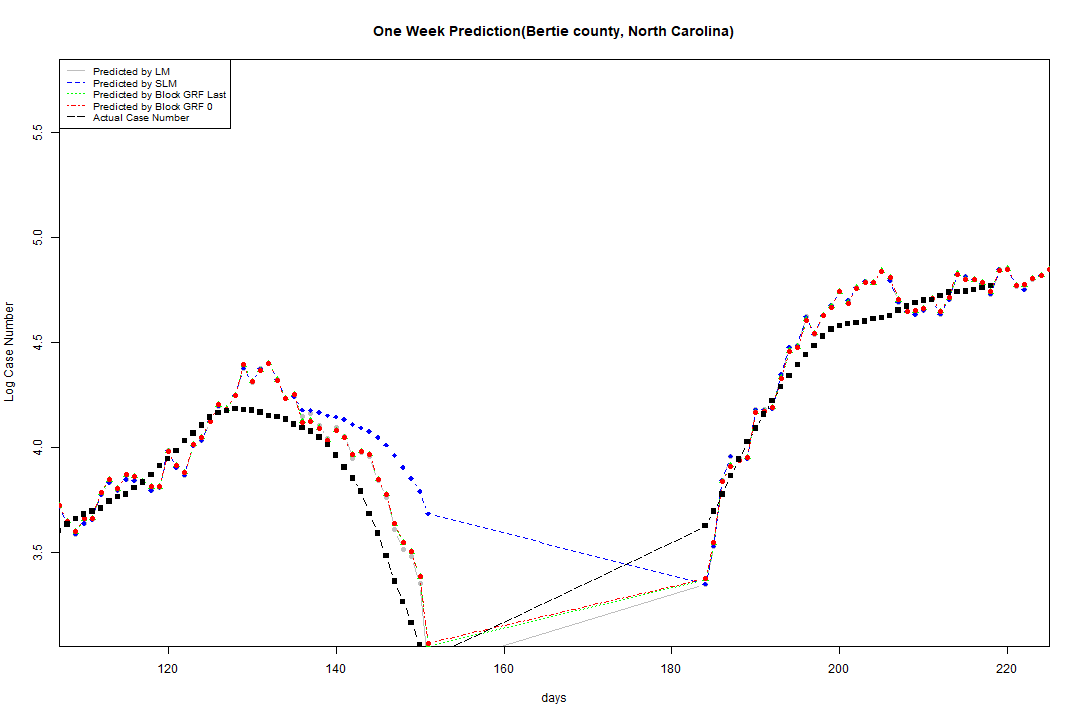 One Week Prediction(Bertie county, North Carolina)
Predicted by LM
Predicted by SLM
Predicted by Block GRF Last
Predicted by Block GRF 0
Actual Case Number
5.5
5.0
4.5
4.0
3.5
Log Case Number
120 140 160 180 200 220
days